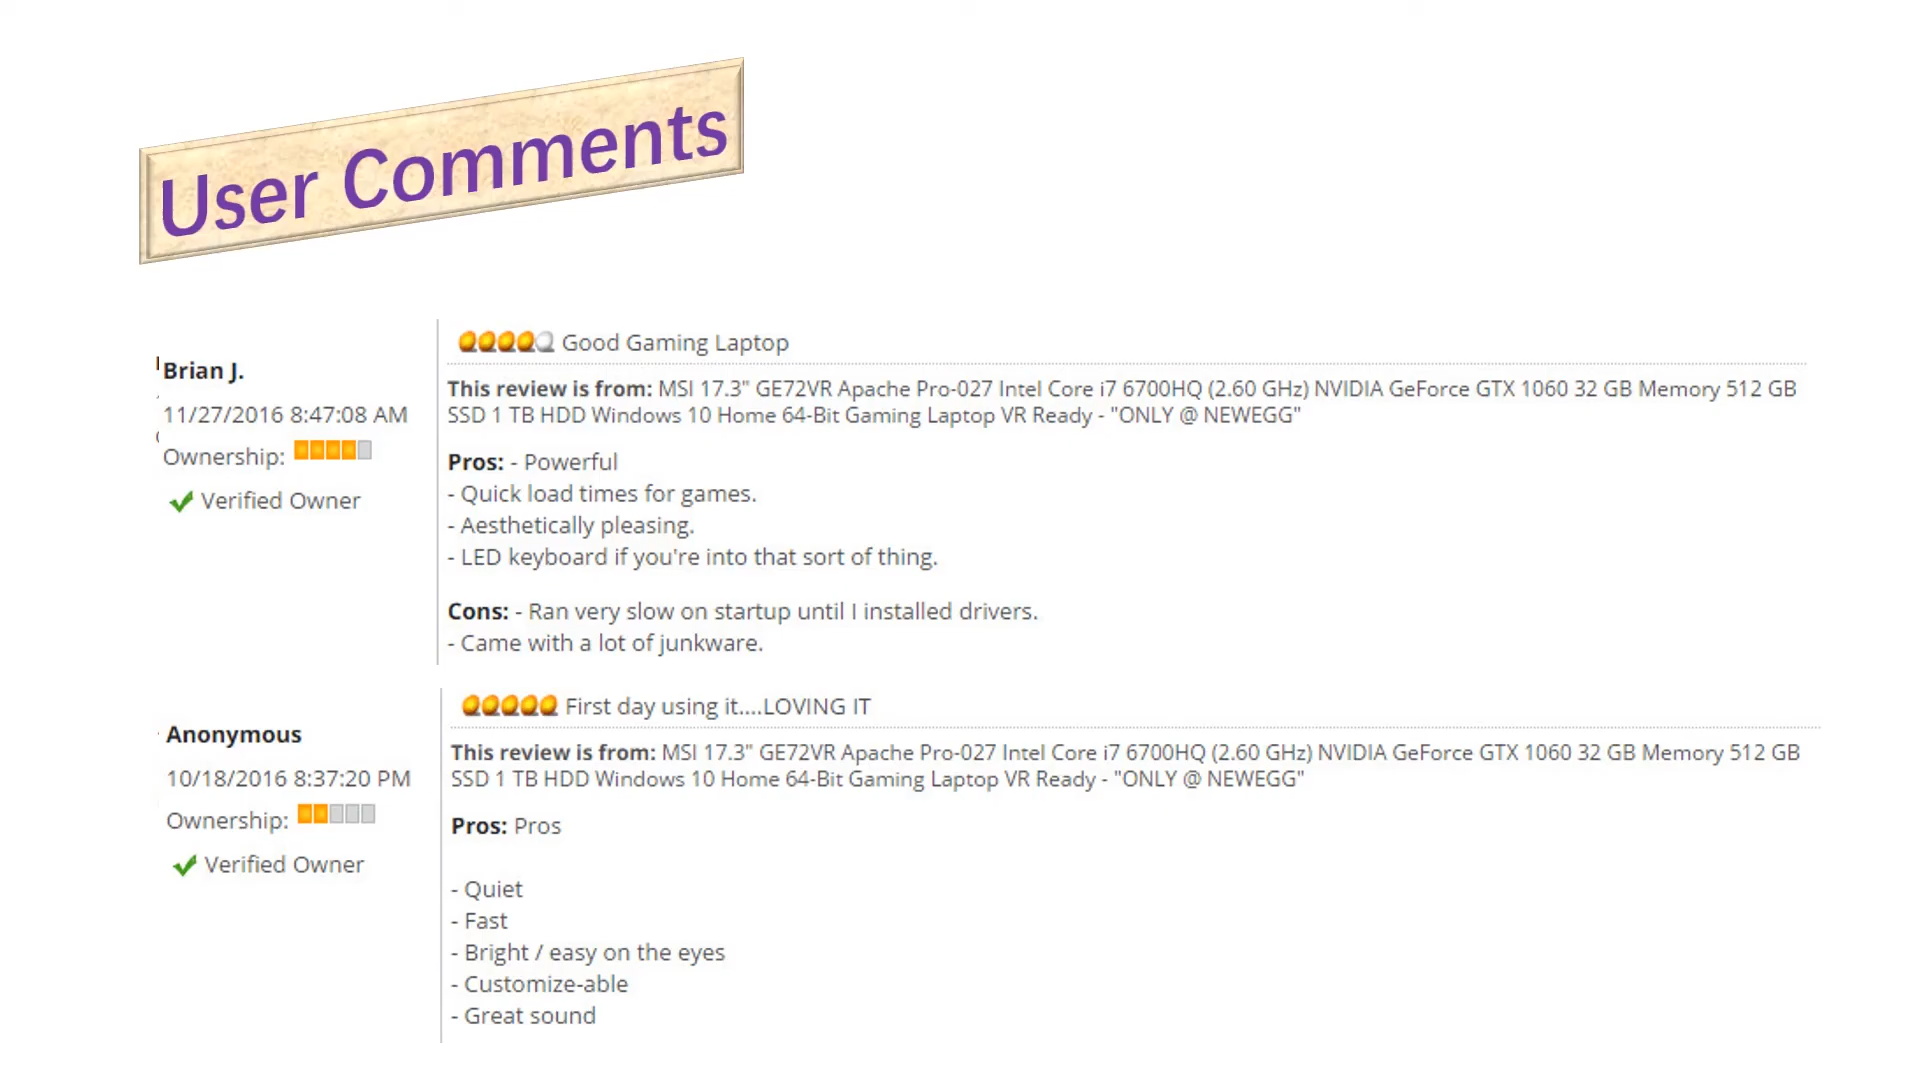 User Comments
Brian J.
11/27/2016 8:47:08 AM
Ownership:
Verified Owner
Good Gaming Laptop
This review is from: MSI 17.3" GE72VR Apache Pro-027 Intel Core i7 6700HQ (2.60 GHz) NVIDIA GeForce GTX 1060 32 GB Memory 512 GB
SSD 1 TB HDD Windows 10 Home 64-Bit Gaming Laptop VR Ready - "ONLY @ NEWEGG"
Pros: - Powerful
- Quick load times for games.
- Aesthetically pleasing.
- LED keyboard if you're into that sort of thing.
Cons: - Ran very slow on startup until I installed drivers.
- Came with a lot of junkware.
Anonymous
10/18/2016 8:37:20 PM
Ownership:
Verified Owner
First day using it....LOVING IT
This review is from: MSI 17.3" GE72VR Apache Pro-027 Intel Core i7 6700HQ (2.60 GHz) NVIDIA GeForce GTX 1060 32 GB Memory 512 GB
SSD 1 TB HDD Windows 10 Home 64-Bit Gaming Laptop VR Ready - "ONLY @ NEWEGG"
Pros: Pros
- Quiet
- Fast
- Bright / easy on the eyes
- Customize-able
- Great sound